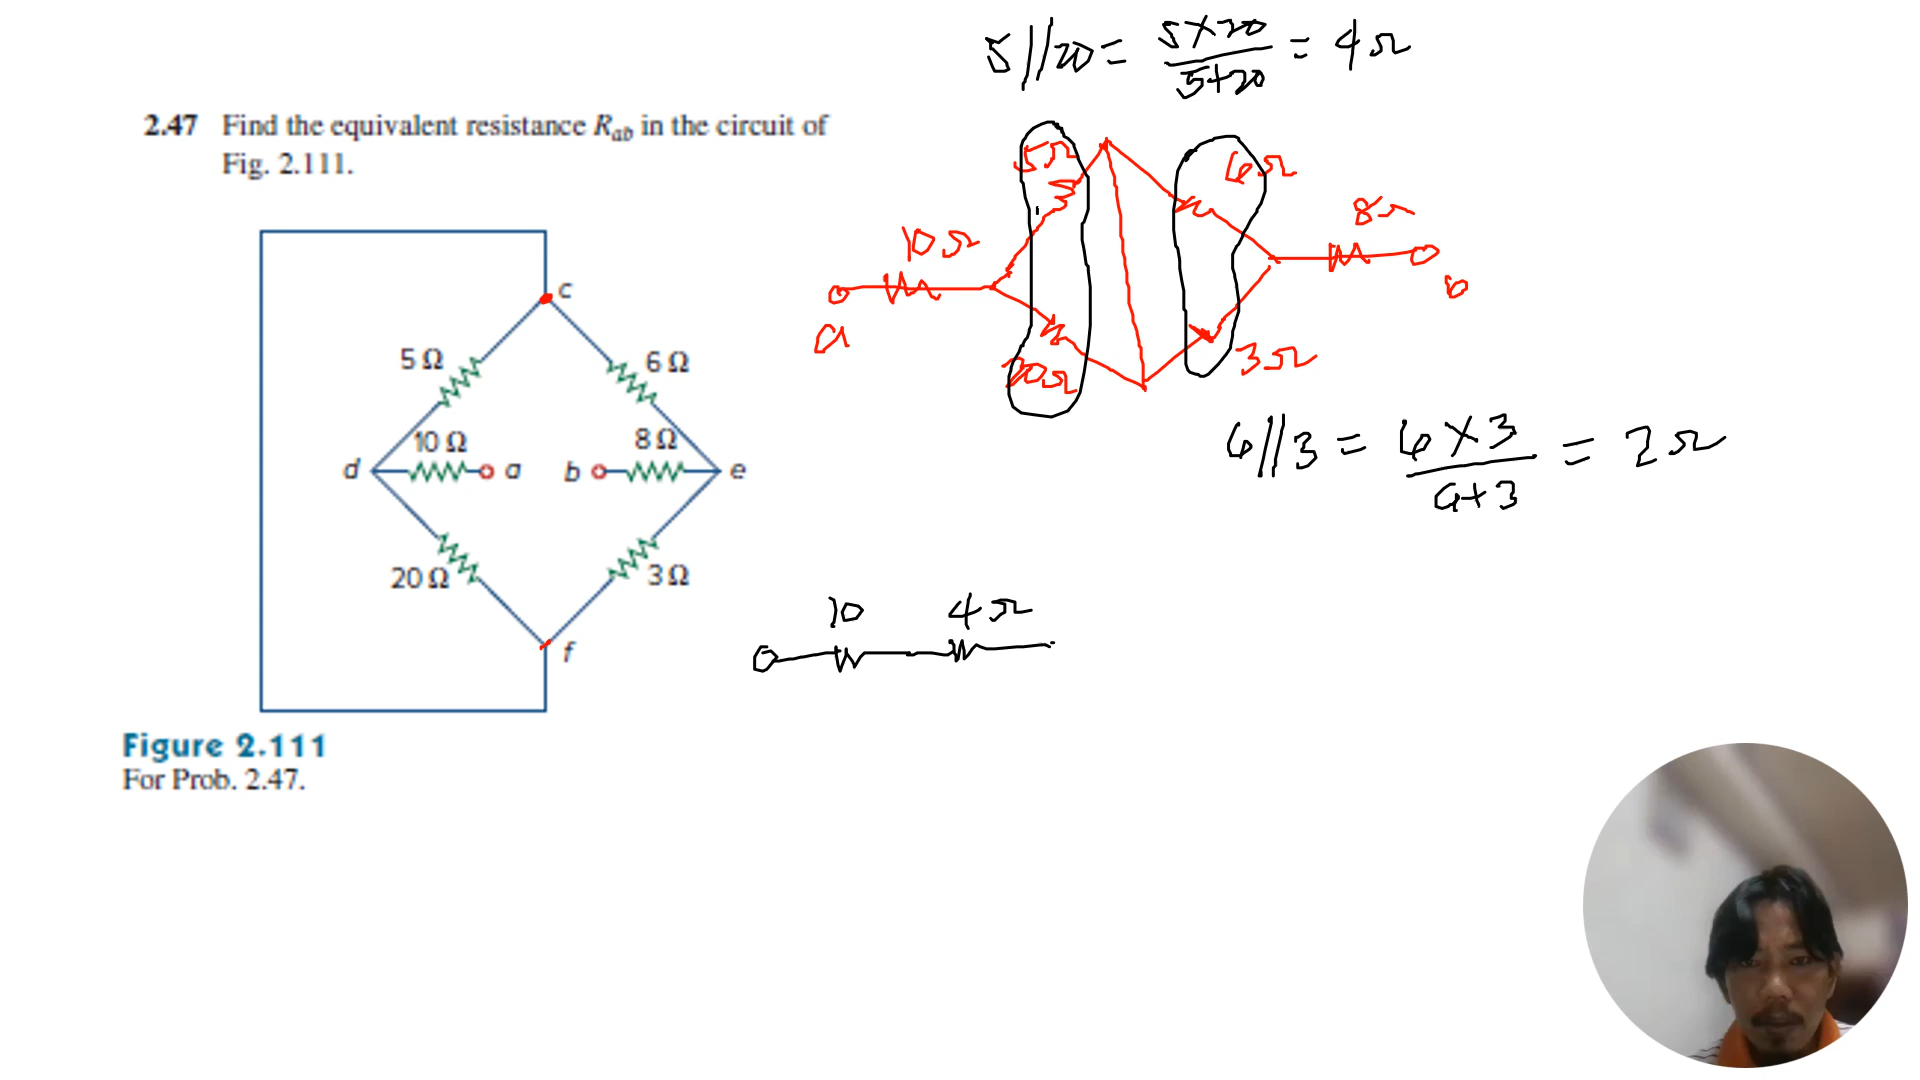 5//20 = 5×20 / 5+20 = 4Ω
2.47 Find the equivalent resistance Rab in the circuit of
Fig. 2.111.
c
5 Ω
6 Ω
10 Ω
8 Ω
d
a
b
e
20 Ω
3 Ω
f
Figure 2.111
For Prob. 2.47.
5Ω
6Ω
10Ω
8Ω
a
b
20Ω
3Ω
6//3 = 6×3 / 6+3 = 2Ω
10
4Ω